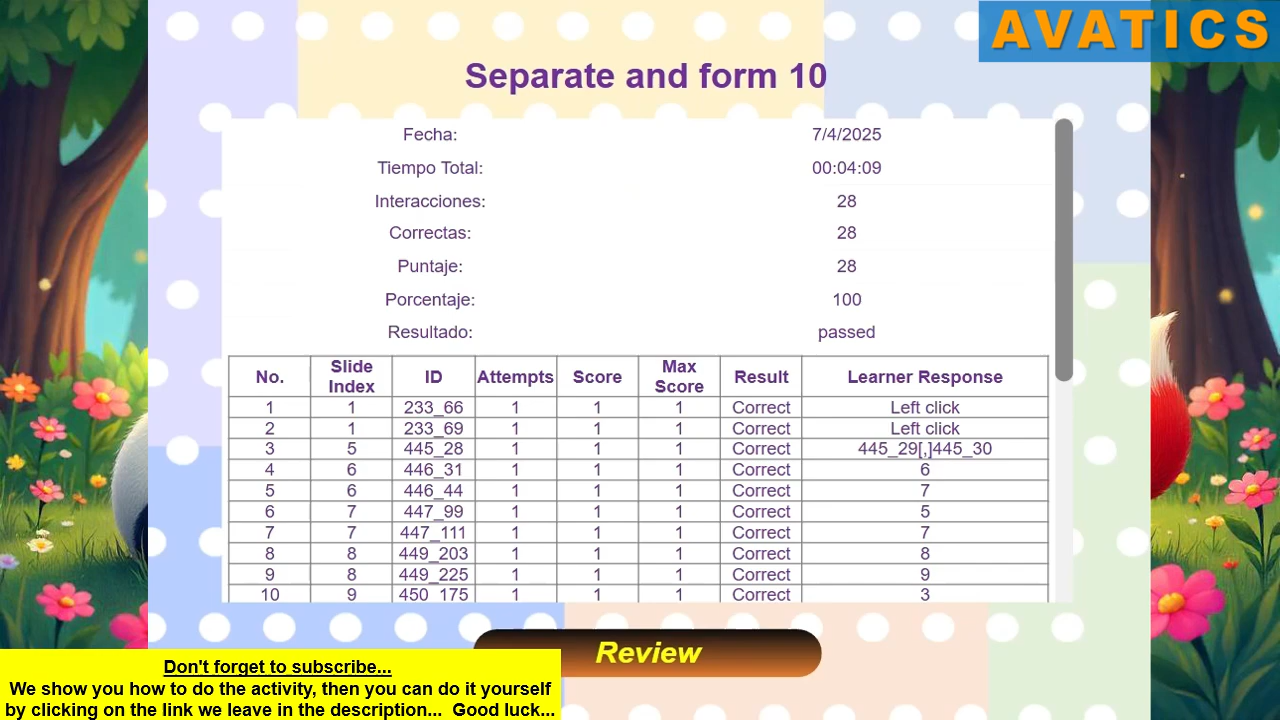 AVATICS
Separate and form 10
Fecha: 7/4/2025
Tiempo Total: 00:04:09
Interacciones: 28
Correctas: 28
Puntaje: 28
Porcentaje: 100
Resultado: passed
No. Slide Index ID Attempts Score Max Score Result Learner Response
1 1 233_66 1 1 1 Correct Left click
2 1 233_69 1 1 1 Correct Left click
3 5 445_28 1 1 1 Correct 445_29[,]445_30
4 6 446_31 1 1 1 Correct 6
5 6 446_44 1 1 1 Correct 7
6 7 447_99 1 1 1 Correct 5
7 7 447_111 1 1 1 Correct 7
8 8 449_203 1 1 1 Correct 8
9 8 449_225 1 1 1 Correct 9
10 9 450_175 1 1 1 Correct 3
Review
Don't forget to subscribe...
We show you how to do the activity, then you can do it yourself
by clicking on the link we leave in the description... Good luck...